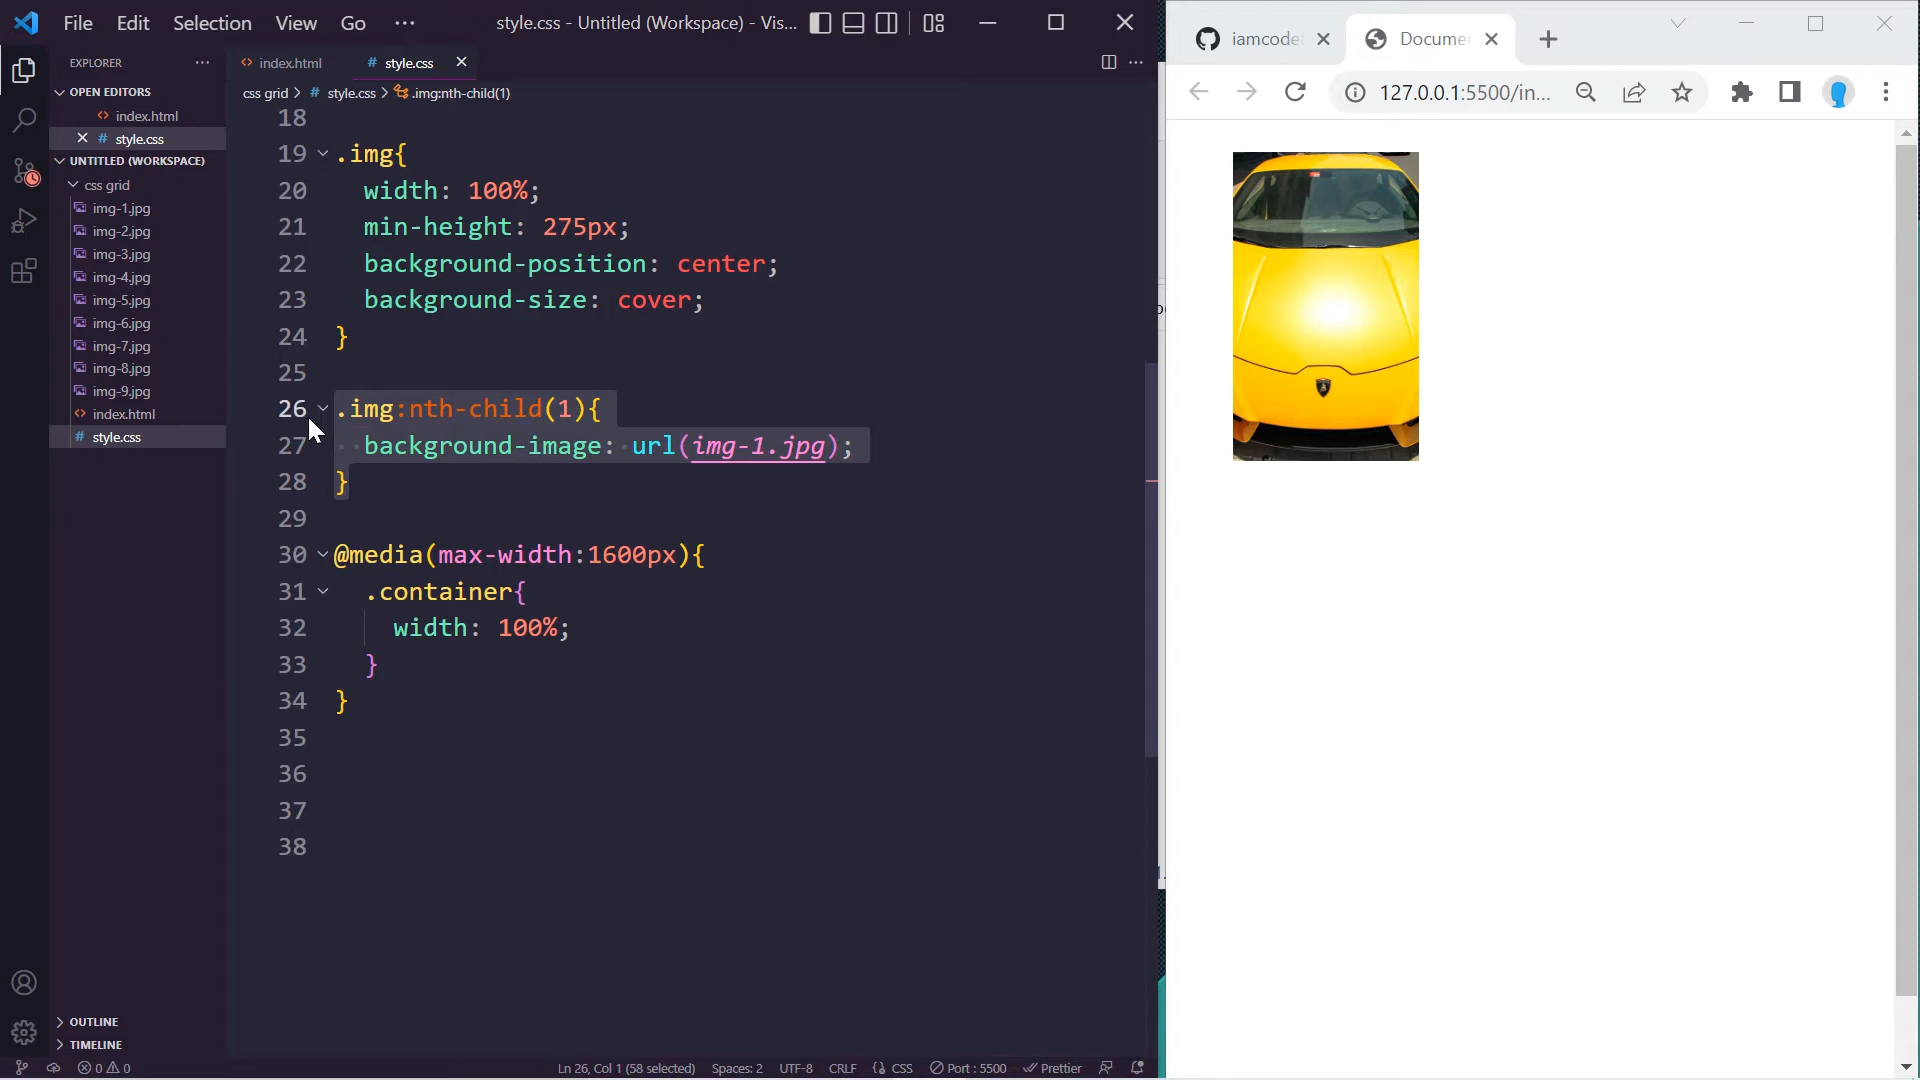 File Edit Selection View Go ··· style.css - Untitled (Workspace) - Vis...
EXPLORER ···
OPEN EDITORS
index.html
style.css
UNTITLED (WORKSPACE)
css grid
img-1.jpg
img-2.jpg
img-3.jpg
img-4.jpg
img-5.jpg
img-6.jpg
img-7.jpg
img-8.jpg
img-9.jpg
index.html
style.css
OUTLINE
TIMELINE
index.html # style.css
css grid > # style.css > .img:nth-child(1)
18
19 .img{
20 width: 100%;
21 min-height: 275px;
22 background-position: center;
23 background-size: cover;
24 }
25
26 .img:nth-child(1){
27 background-image: url(img-1.jpg);
28 }
29
30 @media(max-width:1600px){
31 .container{
32 width: 100%;
33 }
34 }
35
36
37
38
0 0 Ln 26, Col 1 (58 selected) Spaces: 2 UTF-8 CRLF {} CSS Port : 5500 Prettier
iamcode Documen
127.0.0.1:5500/in...